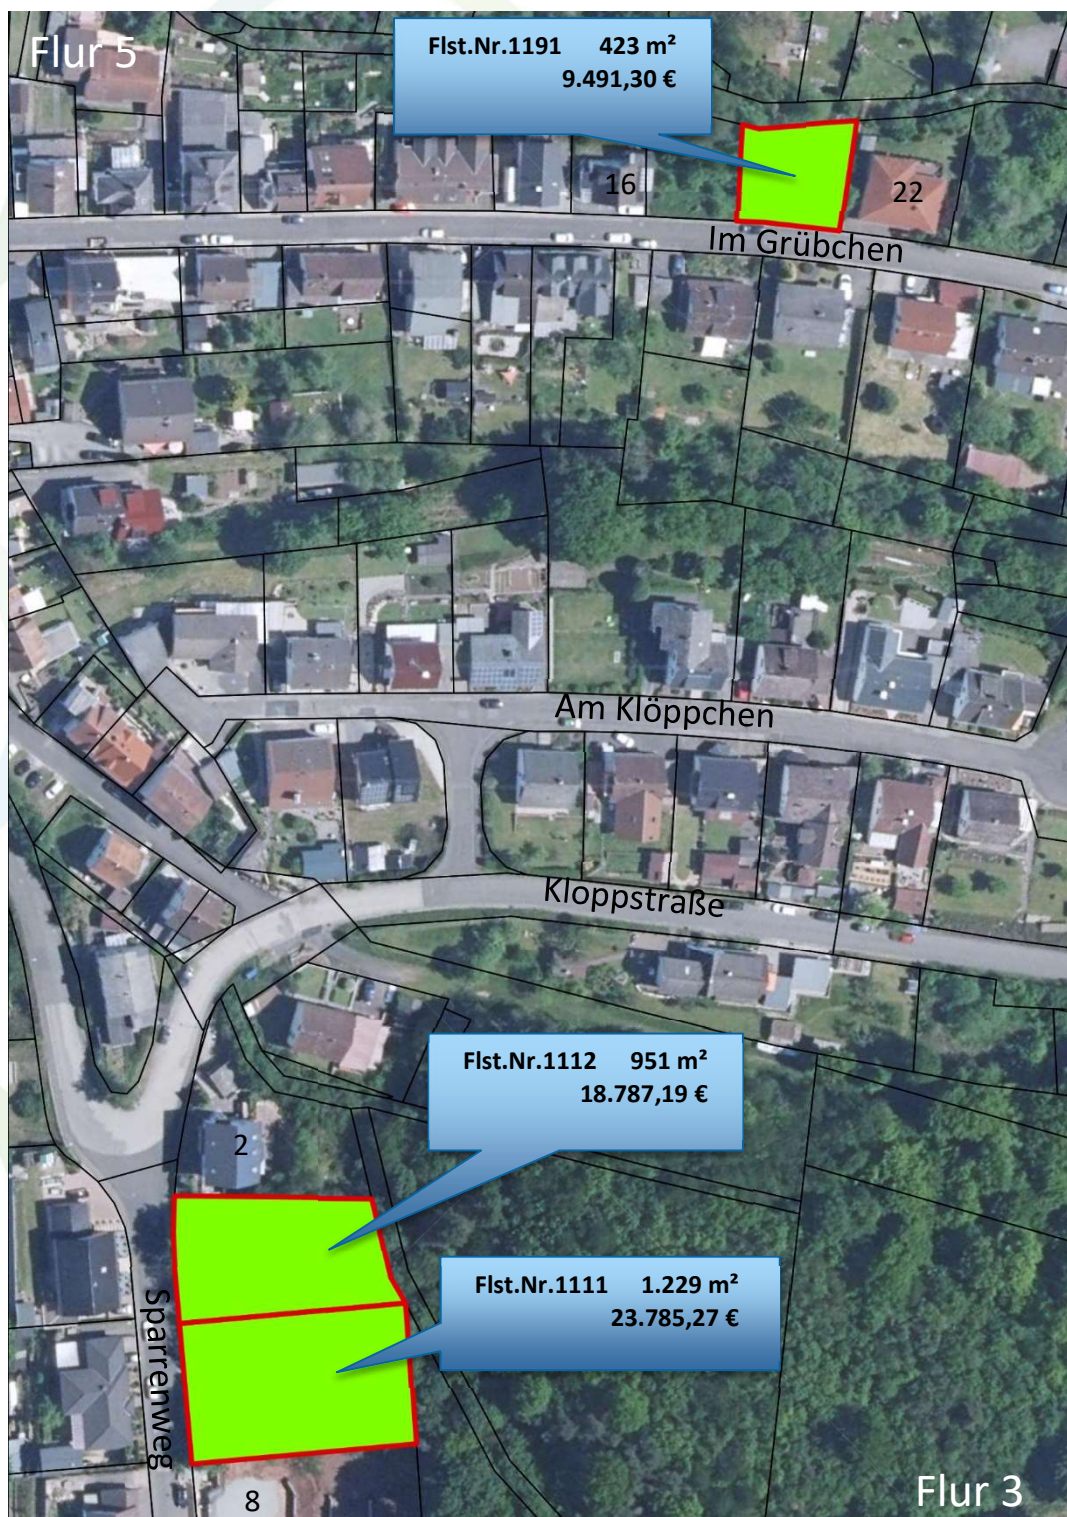 Flur 5
Flst.Nr.1191 423 m²
9.491,30 €
16
22
Im Grübchen
Am Klöppchen
Kloppstraße
Flst.Nr.1112 951 m²
18.787,19 €
2
Flst.Nr.1111 1.229 m²
23.785,27 €
Sparrenweg
8
Flur 3